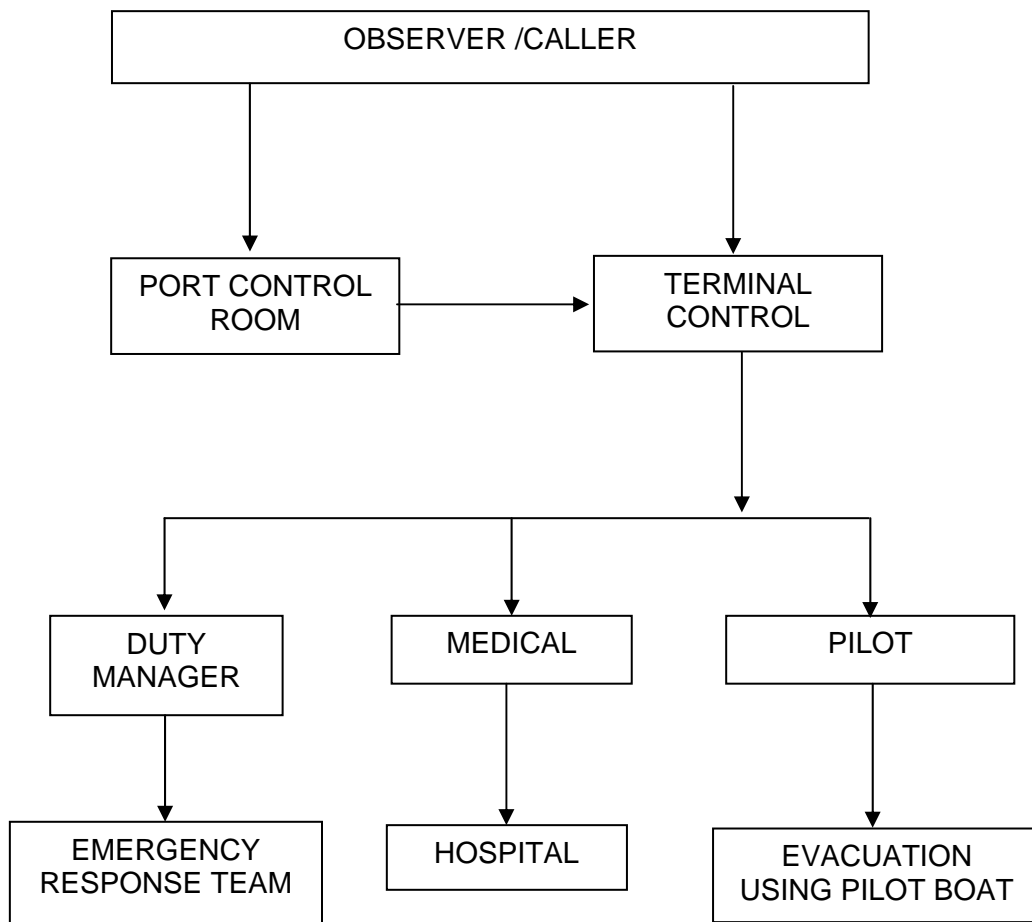 OBSERVER /CALLER
PORT CONTROL
ROOM
TERMINAL
CONTROL
DUTY
MANAGER
MEDICAL
PILOT
EMERGENCY
RESPONSE TEAM
HOSPITAL
EVACUATION
USING PILOT BOAT